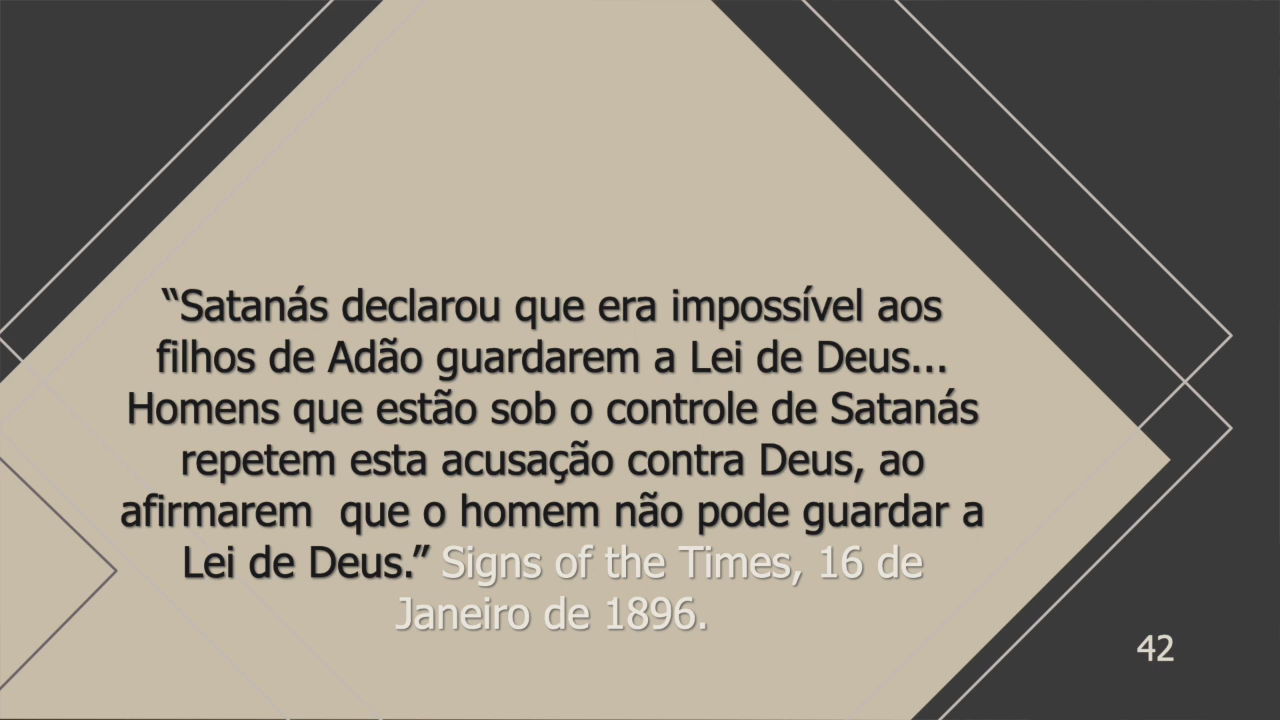 “Satanás declarou que era impossível aos
filhos de Adão guardarem a Lei de Deus...
Homens que estão sob o controle de Satanás
repetem esta acusação contra Deus, ao
afirmarem  que o homem não pode guardar a
Lei de Deus.” Signs of the Times, 16 de
Janeiro de 1896.
42